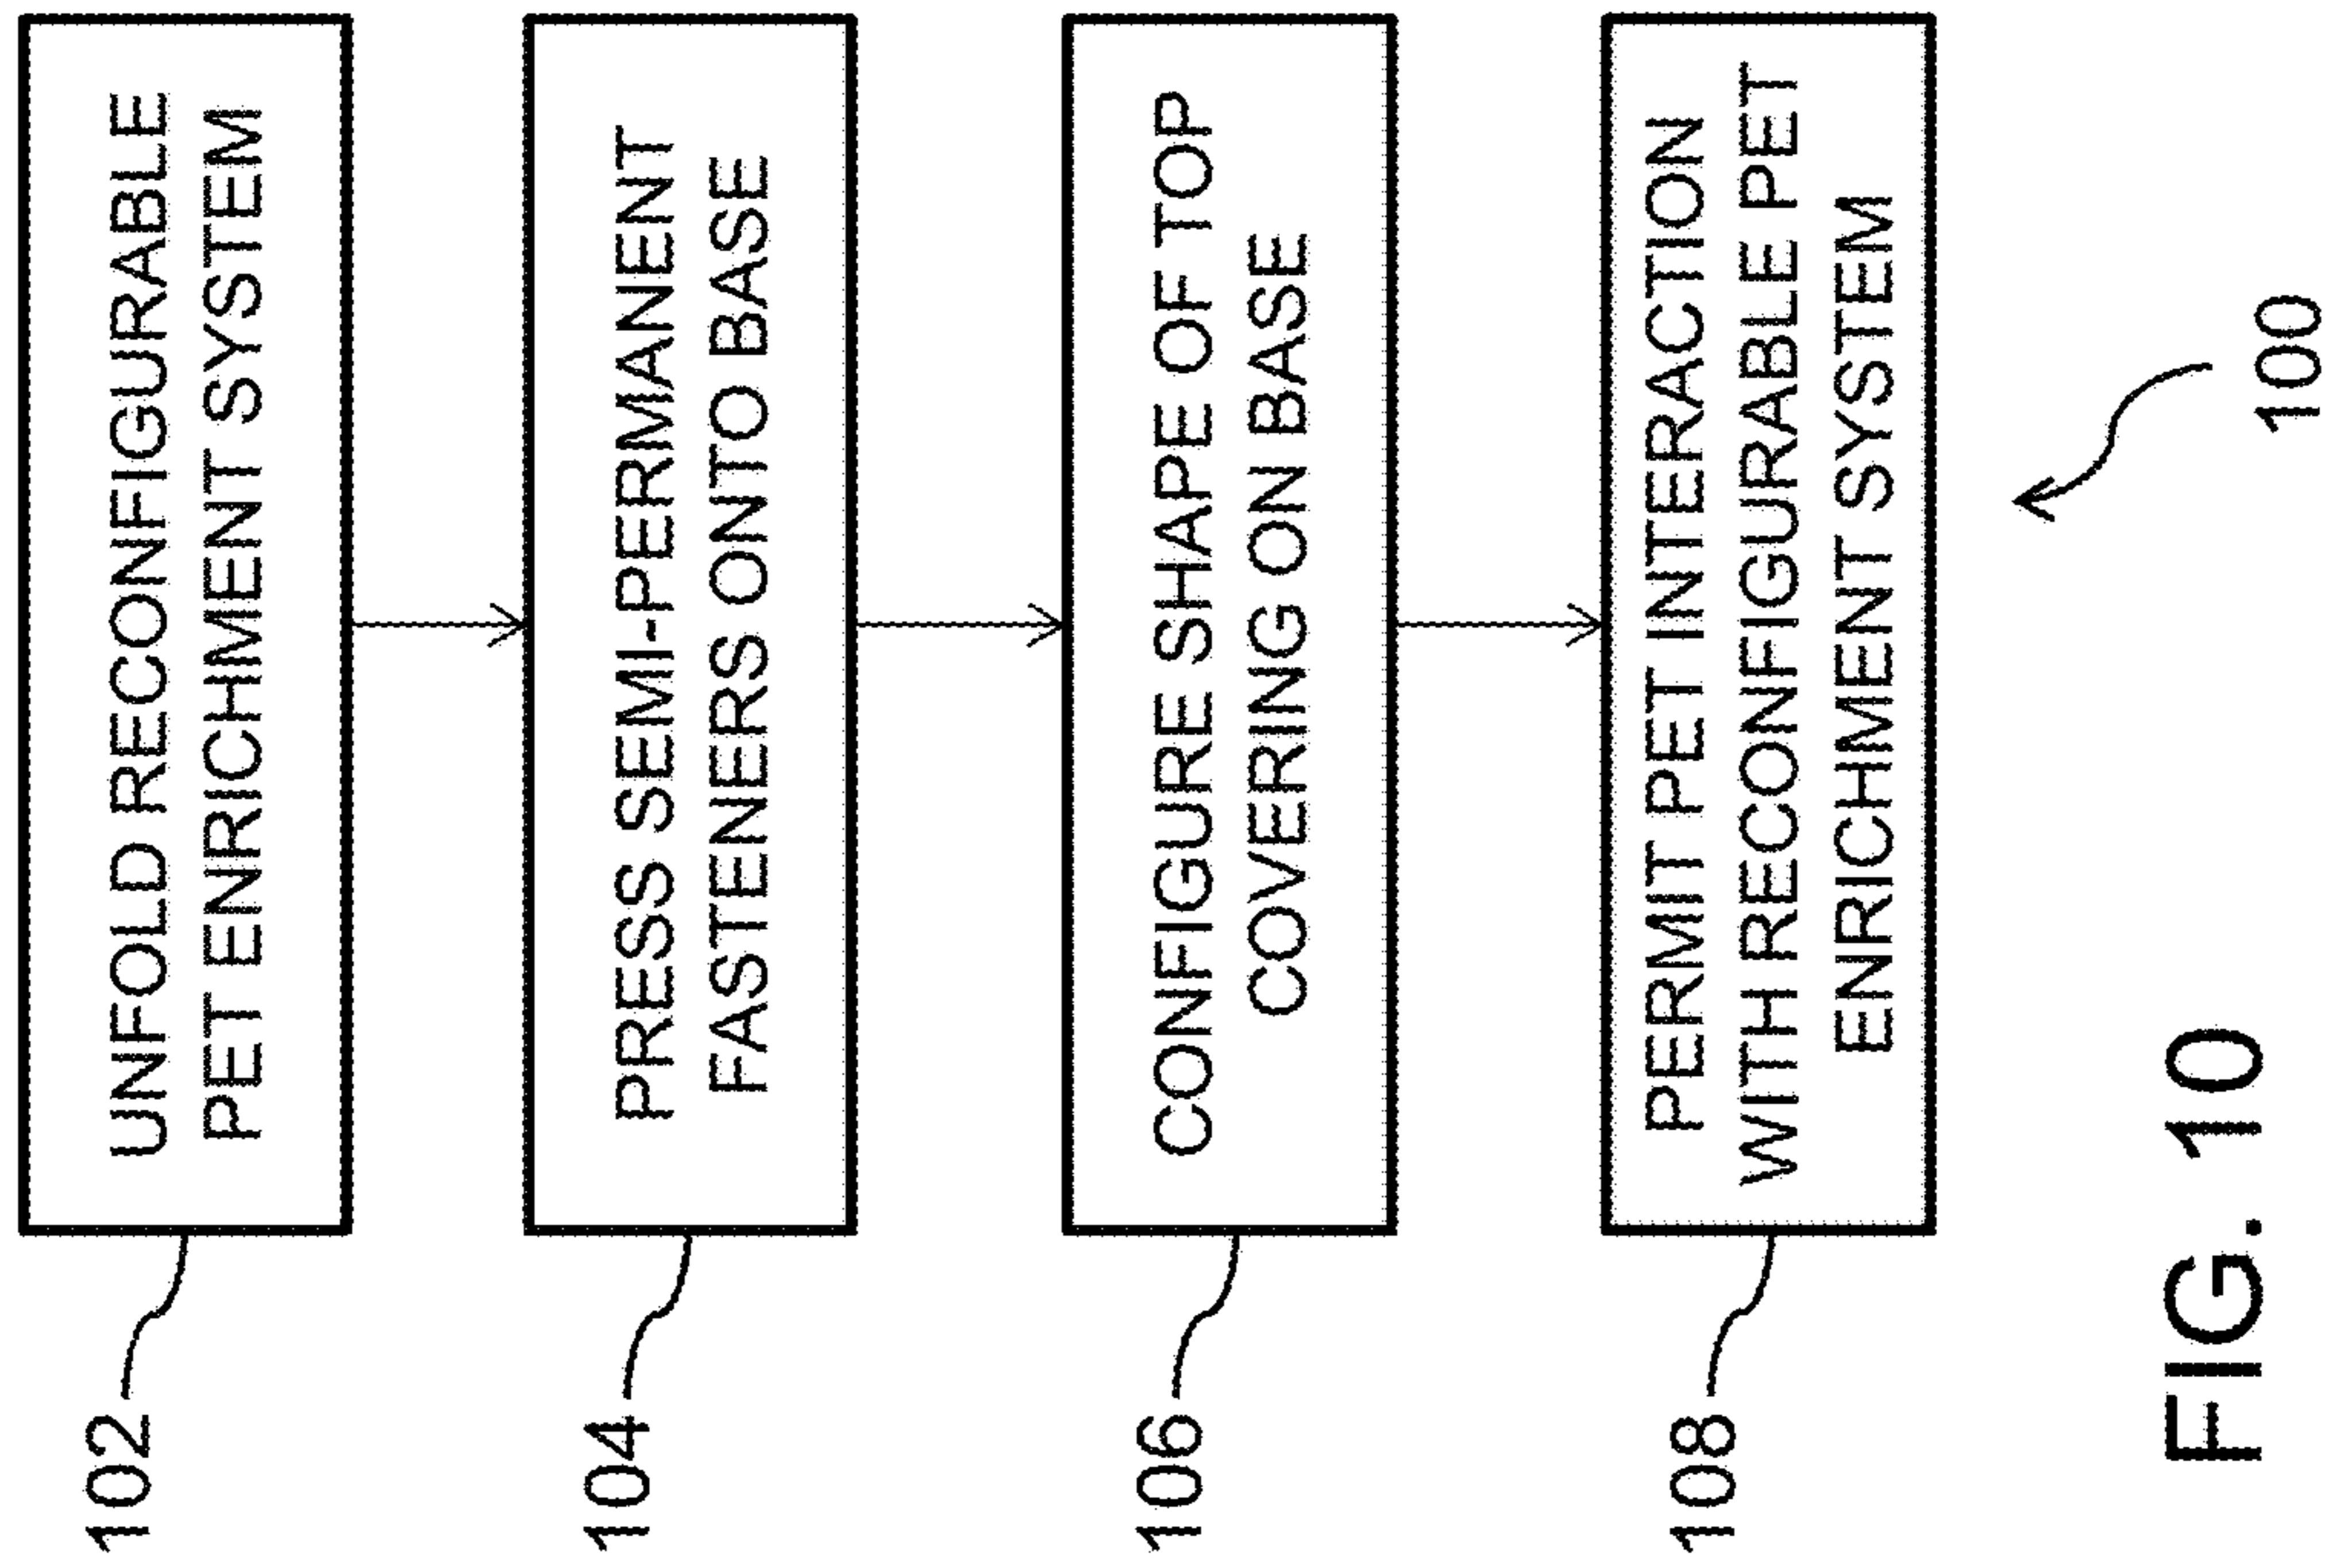 102
UNFOLD RECONFIGURABLE
PET ENRICHMENT SYSTEM
104
PRESS SEMI-PERMANENT
FASTENERS ONTO BASE
106
CONFIGURE SHAPE OF TOP
COVERING ON BASE
108
PERMIT PET INTERACTION
WITH RECONFIGURABLE PET
ENRICHMENT SYSTEM
100
FIG. 10